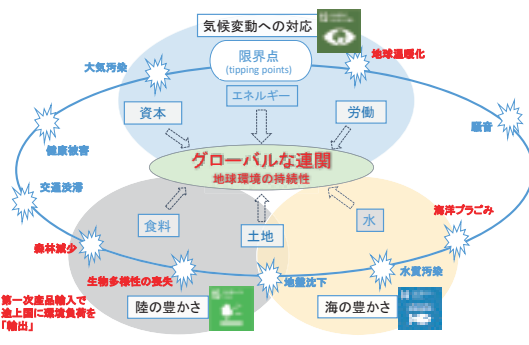 気候変動への対応
限界点
(tipping points)
地球温暖化
大気汚染
エネルギー
資本
労働
騒音
健康被害
グローバルな連関
地球環境の持続性
交通渋滞
海洋プラごみ
食料
水
土地
森林減少
生物多様性の喪失
地盤沈下
水質汚染
第一次産品輸入で
途上国に環境負荷を
「輸出」
陸の豊かさ
海の豊かさ